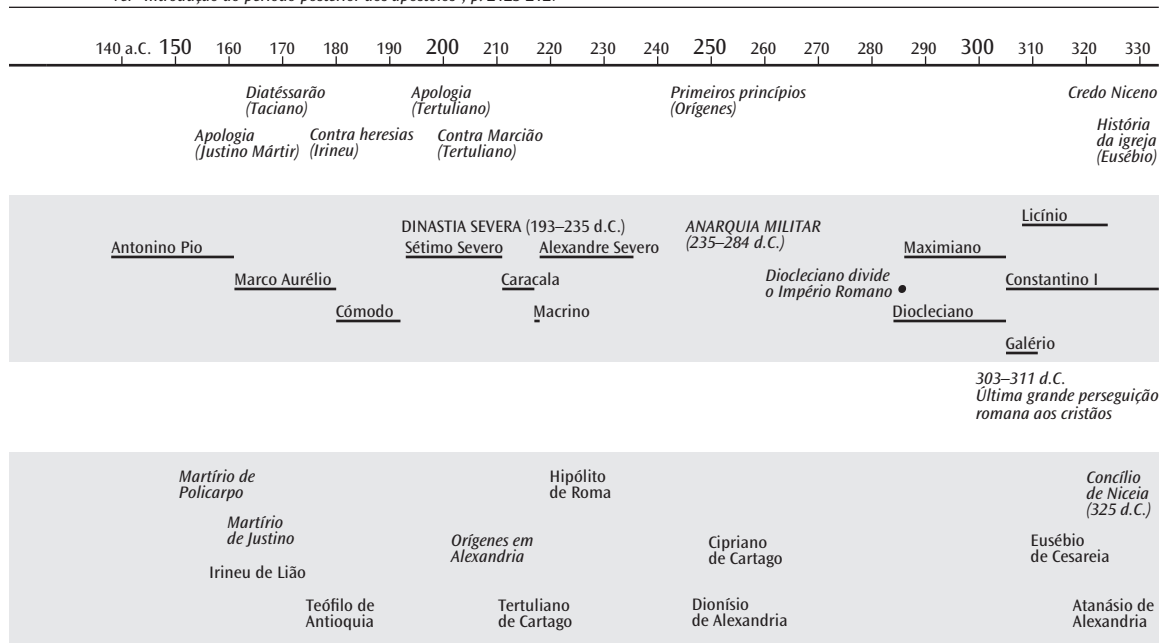 140 a.C. 150 160 170 180 190 200 210 220 230 240 250 260 270 280 290 300 310 320 330
Diatéssarão
(Taciano)
Apologia
(Tertuliano)
Primeiros princípios
(Orígenes)
Credo Niceno
Apologia
(Justino Mártir)
Contra heresias
(Irineu)
Contra Marcião
(Tertuliano)
História
da igreja
(Eusébio)
DINASTIA SEVERA (193–235 d.C.)
ANARQUIA MILITAR
(235–284 d.C.)
Licínio
Antonino Pio
Sétimo Severo
Alexandre Severo
Maximiano
Marco Aurélio
Caracala
Diocleciano divide
o Império Romano
Constantino I
Cómodo
Macrino
Diocleciano
Galério
303–311 d.C.
Última grande perseguição
romana aos cristãos
Martírio de
Policarpo
Hipólito
de Roma
Concílio
de Niceia
(325 d.C.)
Martírio
de Justino
Orígenes em
Alexandria
Cipriano
de Cartago
Eusébio
de Cesareia
Irineu de Lião
Teófilo de
Antioquia
Tertuliano
de Cartago
Dionísio
de Alexandria
Atanásio de
Alexandria